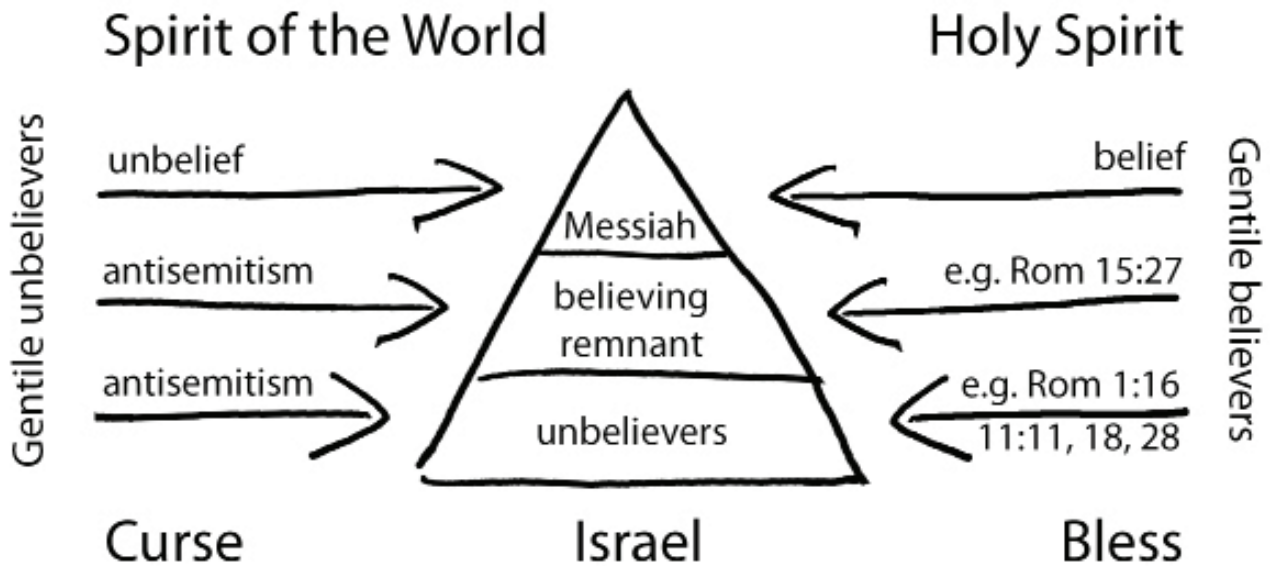 Spirit of the World
Holy Spirit
Gentile unbelievers
unbelief
antisemitism
antisemitism
Messiah
believing
remnant
unbelievers
belief
e.g. Rom 15:27
e.g. Rom 1:16
11:11, 18, 28
Gentile believers
Curse
Israel
Bless